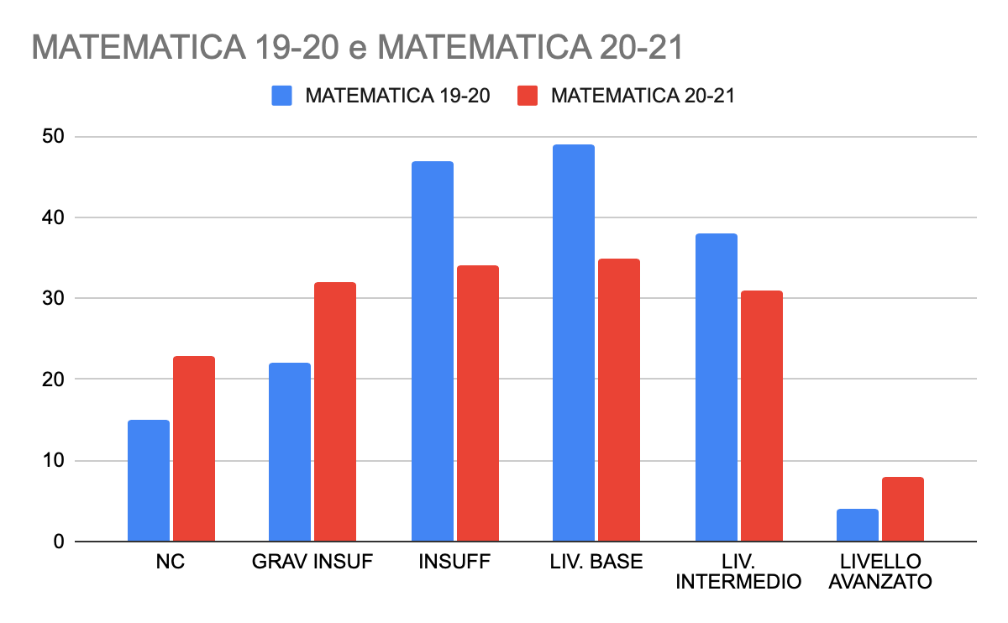 MATEMATICA 19-20 e MATEMATICA 20-21
MATEMATICA 19-20 MATEMATICA 20-21
50
40
30
20
10
0
NC GRAV INSUF INSUFF LIV. BASE LIV. INTERMEDIO LIVELLO AVANZATO